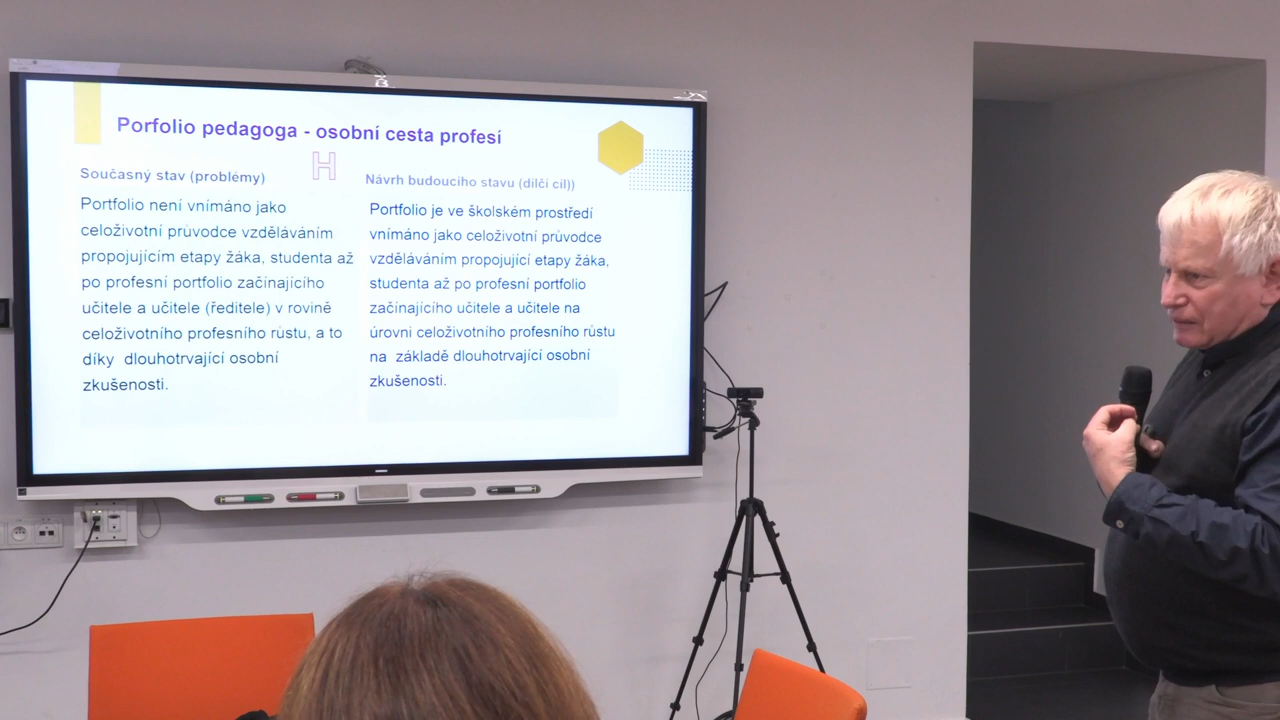 Porfolio pedagoga - osobní cesta profesí
H
Současný stav (problémy)
Portfolio není vnímáno jako
celoživotní průvodce vzděláváním
propojujícím etapy žáka, studenta až
po profesní portfolio začínajícího
učitele a učitele (ředitele) v rovině
celoživotního profesního růstu, a to
díky dlouhotrvající osobní
zkušenosti.
Návrh budoucího stavu (dílčí cíl))
Portfolio je ve školském prostředí
vnímáno jako celoživotní průvodce
vzděláváním propojující etapy žáka,
studenta až po profesní portfolio
začínajícího učitele a učitele na
úrovni celoživotního profesního růstu
na základě dlouhotrvající osobní
zkušenosti.